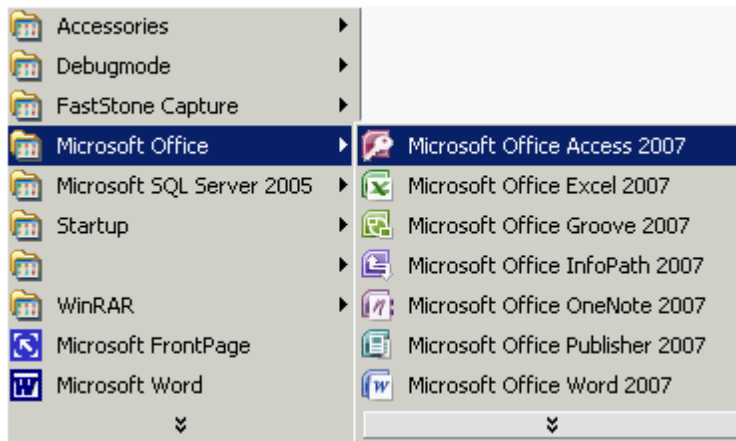 Accessories
Debugmode
FastStone Capture
Microsoft Office
Microsoft SQL Server 2005
Startup
WinRAR
Microsoft FrontPage
Microsoft Word
Microsoft Office Access 2007
Microsoft Office Excel 2007
Microsoft Office Groove 2007
Microsoft Office InfoPath 2007
Microsoft Office OneNote 2007
Microsoft Office Publisher 2007
Microsoft Office Word 2007